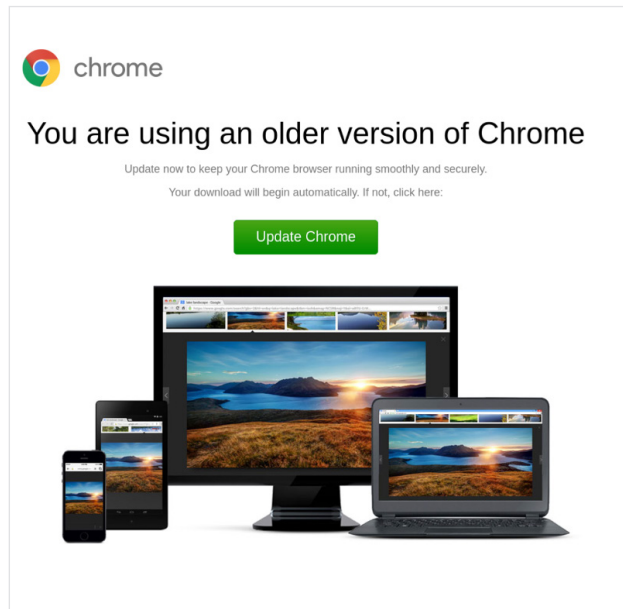 chrome
You are using an older version of Chrome
Update now to keep your Chrome browser running smoothly and securely.
Your download will begin automatically. If not, click here:
Update Chrome